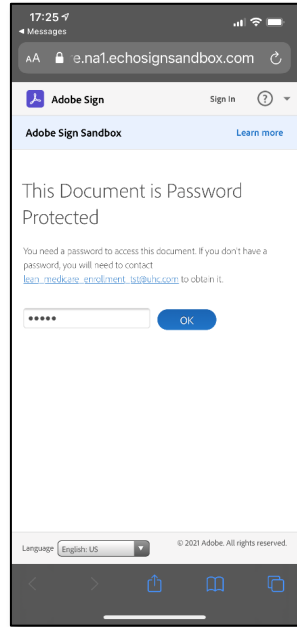 17:25
Messages
AA e.na1.echosignsandbox.com
Adobe Sign Sign In ?
Adobe Sign Sandbox Learn more
This Document is Password
Protected
You need a password to access this document. If you don't have a
password, you will need to contact
lean_medicare_enrollment_tst@uhc.com to obtain it.
•••••
OK
Language English: US © 2021 Adobe. All rights reserved.